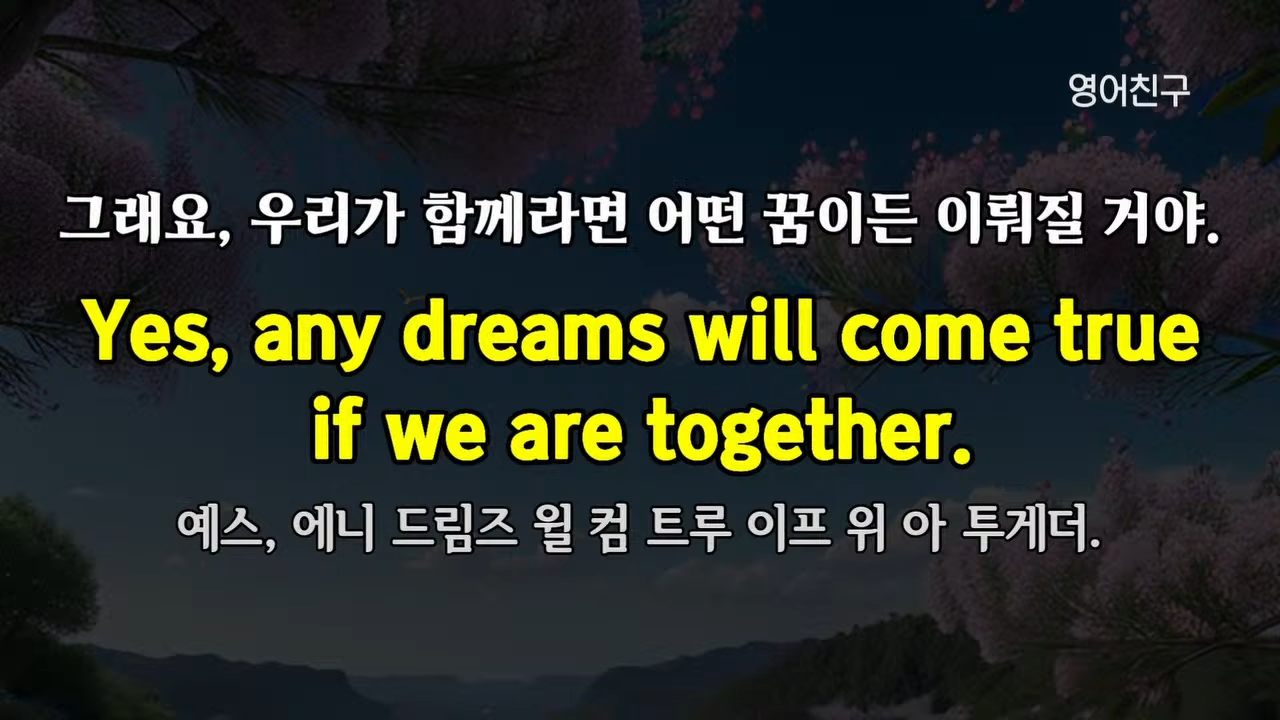 영어친구
그래요, 우리가 함께라면 어떤 꿈이든 이뤄질 거야.
Yes, any dreams will come true
if we are together.
예스, 에니 드림즈 윌 컴 트루 이프 위 아 투게더.